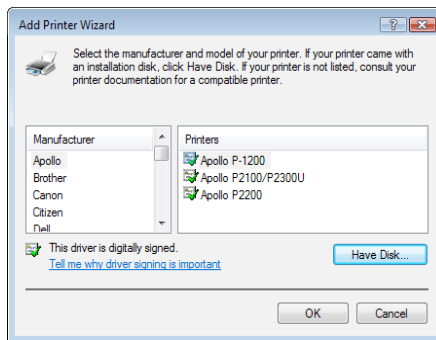 Add Printer Wizard
Select the manufacturer and model of your printer. If your printer came with
an installation disk, click Have Disk. If your printer is not listed, consult your
printer documentation for a compatible printer.
Manufacturer
Printers
Apollo
Apollo P-1200
Brother
Apollo P2100/P2300U
Canon
Apollo P2200
Citizen
Dell
This driver is digitally signed.
Have Disk...
Tell me why driver signing is important
OK
Cancel